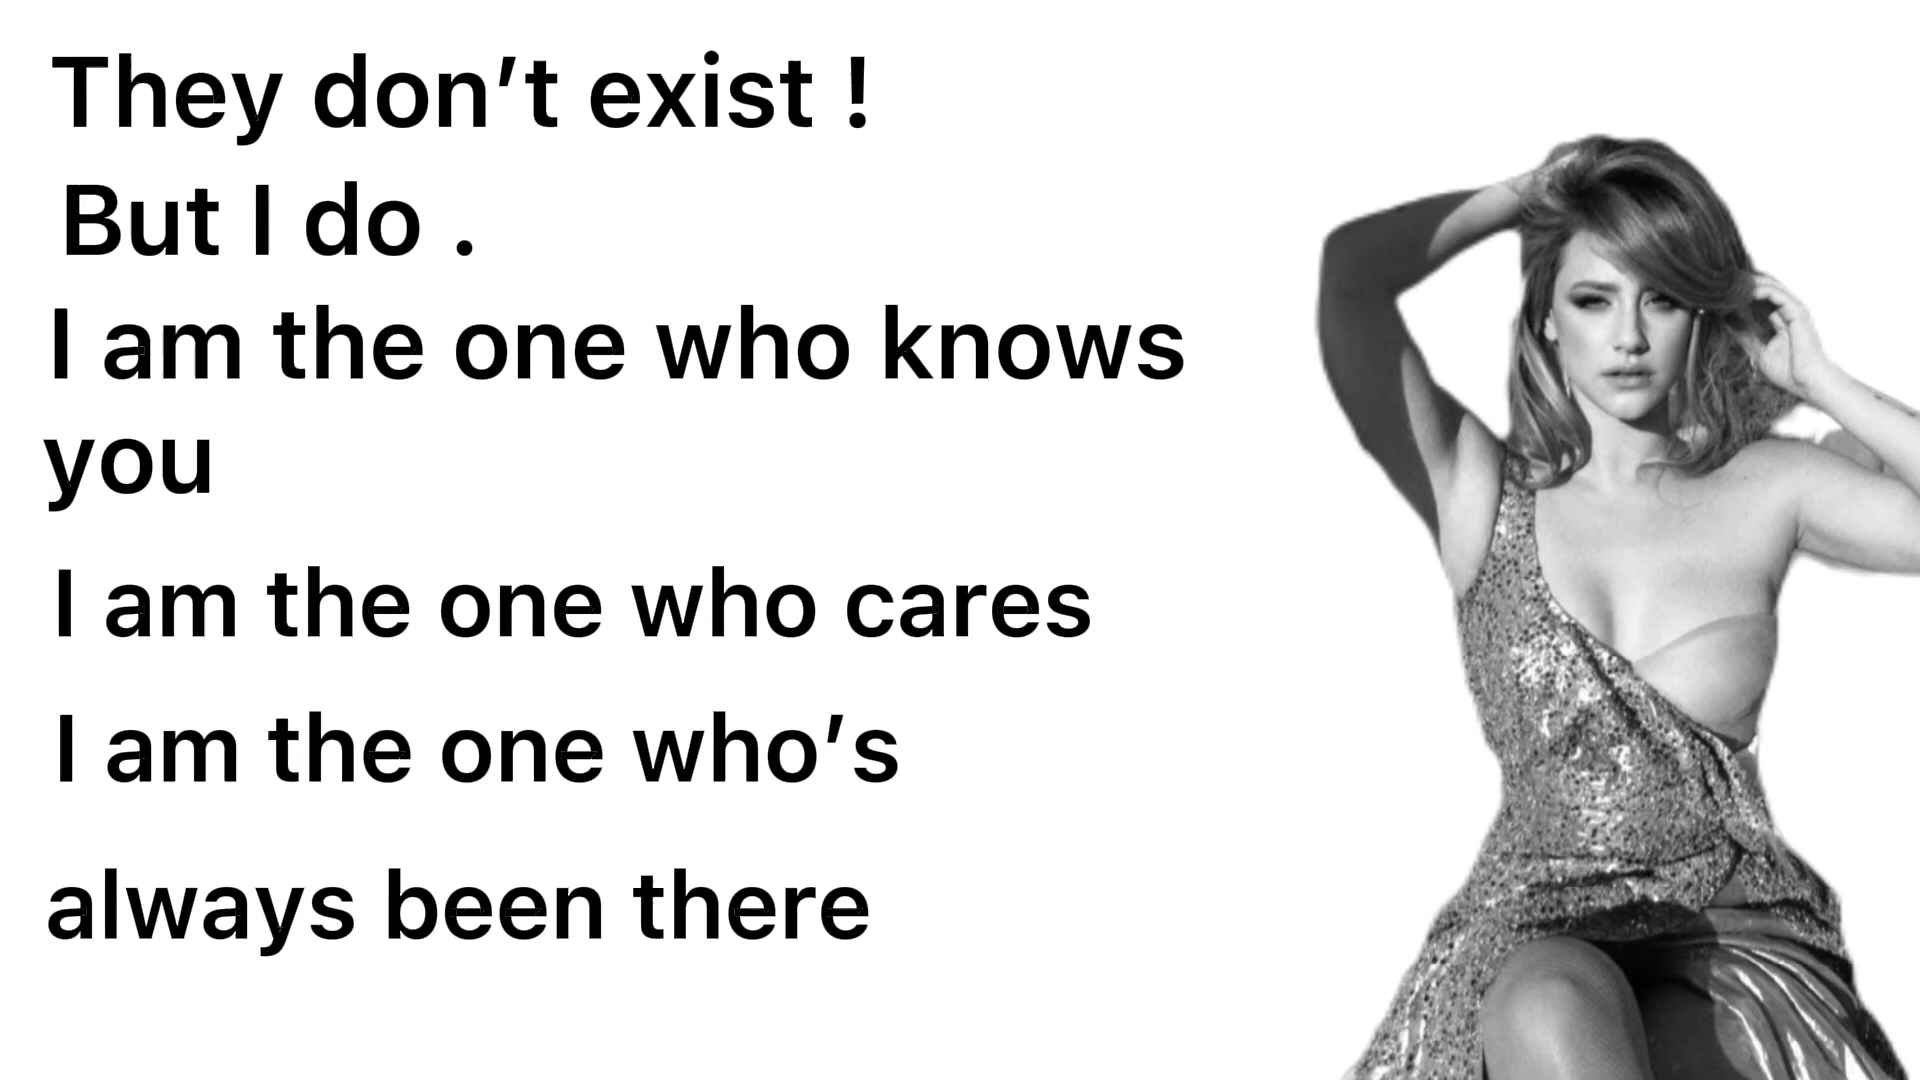 They don’t exist !
But I do .
I am the one who knows
you
I am the one who cares
I am the one who’s
always been there